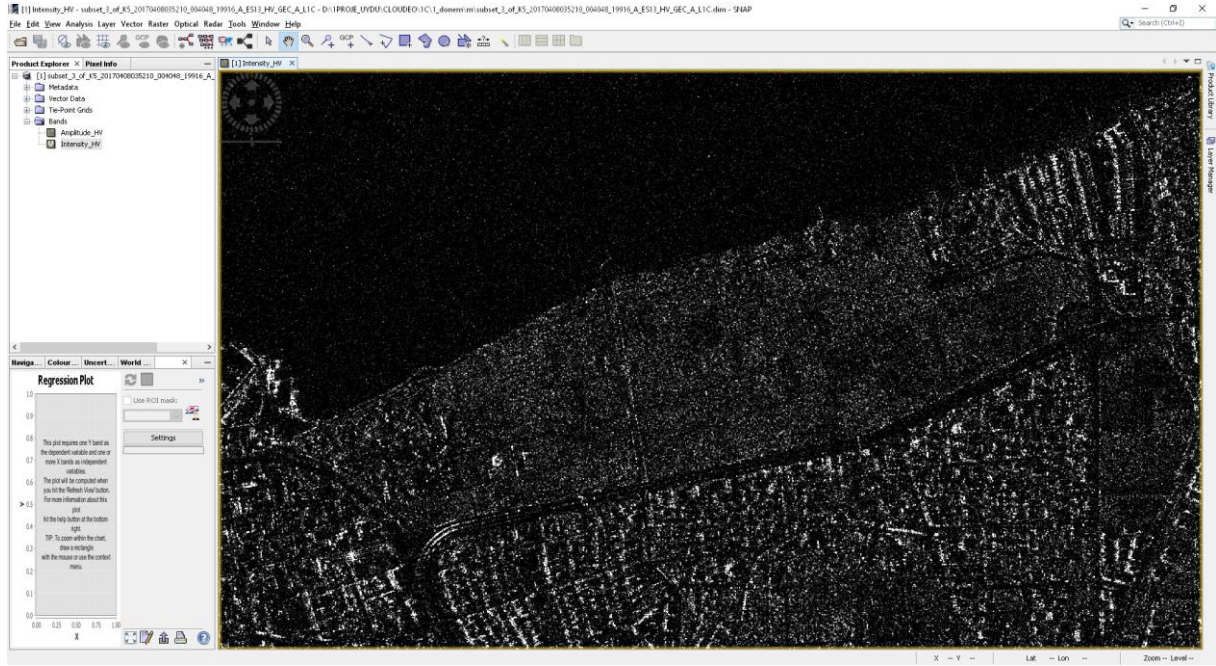 [1] Intensity_HV - subset_3_of_K5_20170408035210_004048_19916_A_ES13_HV_GEC_A_L1C - D:\1PROJE_UYDU\CLOUDEO\1C\1_donem\m\subset_3_of_K5_20170408035210_004048_19916_A_ES13_HV_GEC_A_L1C.dim - SNAP
File Edit View Analysis Layer Vector Raster Optical Radar Tools Window Help
Search (Ctrl+I)
GCP
GCP
Product Explorer Pixel Info
[1] Intensity_HV
[1] subset_3_of_K5_20170408035210_004048_19916_A_
Metadata
Vector Data
Tie-Point Grids
Bands
Amplitude_HV
Intensity_HV
Product Library
Layer Manager
Naviga... Colour... Uncert... World ...
Regression Plot
Use ROI mask:
Settings
1.0
0.9
0.8
0.7
0.6
0.5
0.4
0.3
0.2
0.1
0.0
This plot requires one Y band as
the dependent variable and one or
more X bands as independent
variables.
The plot will be computed when
you hit the 'Refresh View' button.
For more information about this
plot
hit the help button at the bottom
right.
TIP: To zoom within the chart,
draw a rectangle
with the mouse or use the context
menu.
0.00 0.25 0.50 0.75 1.00
X
X -- Y -- Lat -- Lon -- Zoom -- Level --